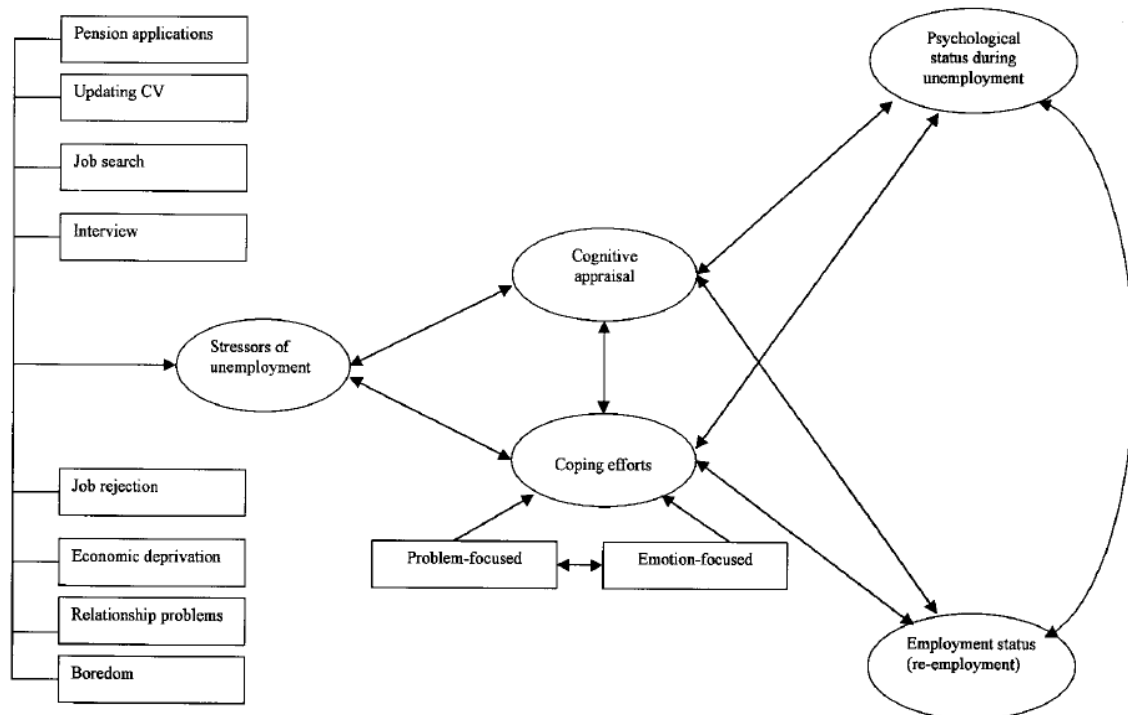 Pension applications
Updating CV
Job search
Interview
Stressors of
unemployment
Job rejection
Economic deprivation
Relationship problems
Boredom
Cognitive
appraisal
Coping efforts
Problem-focused
Emotion-focused
Psychological
status during
unemployment
Employment status
(re-employment)